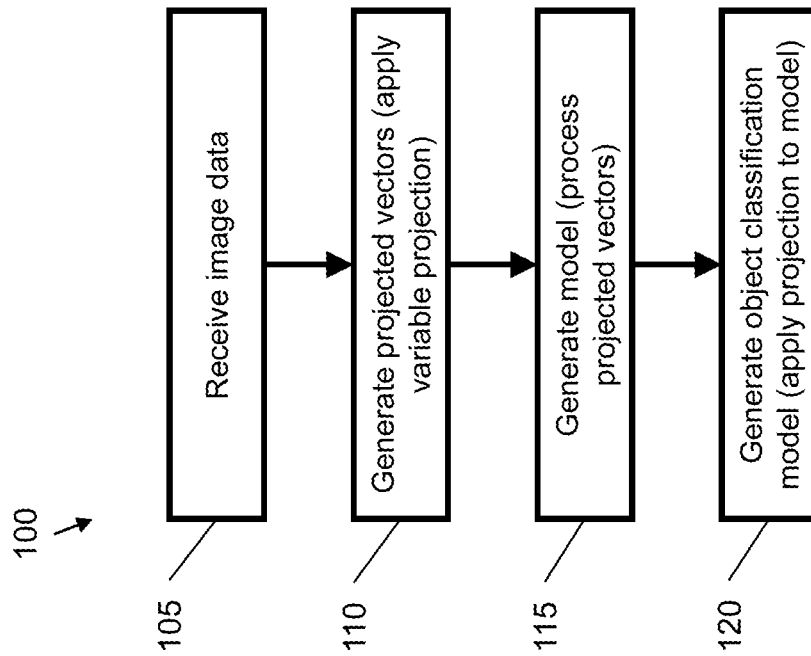 100
105
Receive image data
110
Generate projected vectors (apply
variable projection)
115
Generate model (process
projected vectors)
120
Generate object classification
model (apply projection to model)